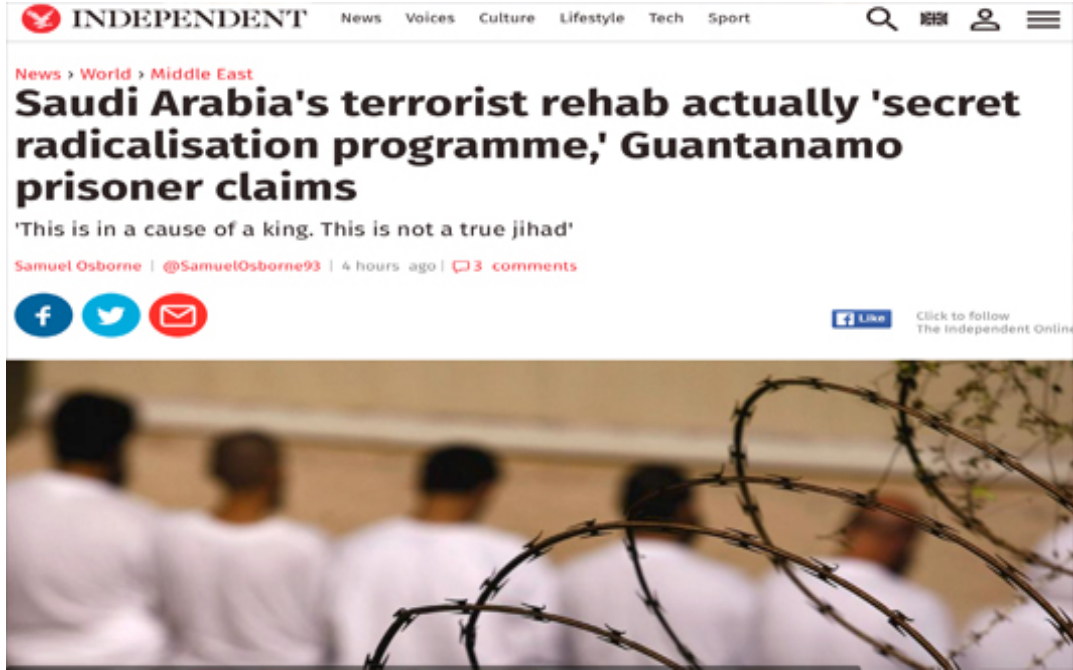 INDEPENDENT News Voices Culture Lifestyle Tech Sport
News › World › Middle East
Saudi Arabia's terrorist rehab actually 'secret
radicalisation programme,' Guantanamo
prisoner claims
'This is in a cause of a king. This is not a true jihad'
Samuel Osborne | @SamuelOsborne93 | 4 hours ago | 3 comments
f Like
Click to follow
The Independent Online